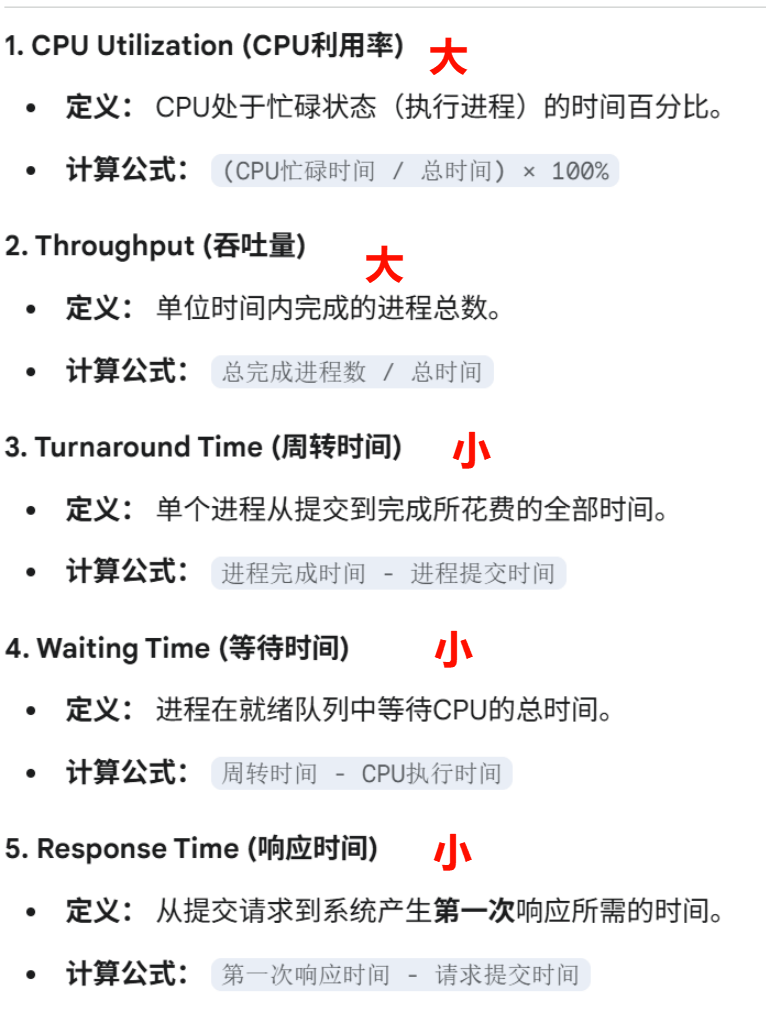 1. CPU Utilization (CPU利用率) 大
• 定义： CPU处于忙碌状态（执行进程）的时间百分比。
• 计算公式： (CPU忙碌时间 / 总时间) × 100%
2. Throughput (吞吐量) 大
• 定义： 单位时间内完成的进程总数。
• 计算公式： 总完成进程数 / 总时间
3. Turnaround Time (周转时间) 小
• 定义： 单个进程从提交到完成所花费的全部时间。
• 计算公式： 进程完成时间 - 进程提交时间
4. Waiting Time (等待时间) 小
• 定义： 进程在就绪队列中等待CPU的总时间。
• 计算公式： 周转时间 - CPU执行时间
5. Response Time (响应时间) 小
• 定义： 从提交请求到系统产生第一次响应所需的时间。
• 计算公式： 第一次响应时间 - 请求提交时间